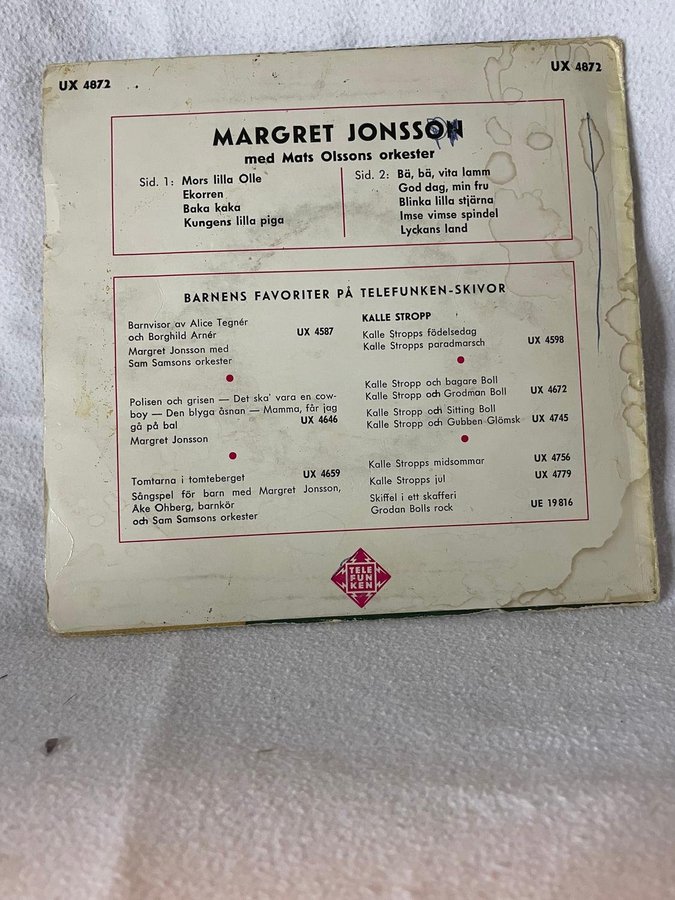 UX 4872
UX 4872
MARGRET JONSSON
med Mats Olssons orkester
Sid. 1: Mors lilla Olle
Ekorren
Baka kaka
Kungens lilla piga
Sid. 2: Bä, bä, vita lamm
God dag, min fru
Blinka lilla stjärna
Imse vimse spindel
Lyckans land
BARNENS FAVORITER PÅ TELEFUNKEN-SKIVOR
Barnvisor av Alice Tegnér
och Borghild Arnér UX 4587
Margret Jonsson med
Sam Samsons orkester
Polisen och grisen — Det ska' vara en cow-
boy — Den blyga åsnan — Mamma, får jag
gå på bal UX 4646
Margret Jonsson
Tomtarna i tomteberget UX 4659
Sångspel för barn med Margret Jonsson,
Åke Ohberg, barnkör
och Sam Samsons orkester
KALLE STROPP
Kalle Stropps födelsedag
Kalle Stropps paradmarsch UX 4598
Kalle Stropp och bagare Boll
Kalle Stropp och Grodman Boll UX 4672
Kalle Stropp och Sitting Boll
Kalle Stropp och Gubben Glömsk UX 4745
Kalle Stropps midsommar UX 4756
Kalle Stropps jul UX 4779
Skiffel i ett skafferi
Grodan Bolls rock UE 19816
TELE
FUN
KEN